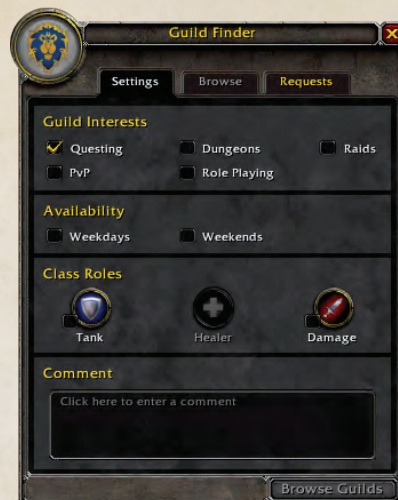 Guild Finder
Settings Browse Requests
Guild Interests
Questing Dungeons Raids
PvP Role Playing
Availability
Weekdays Weekends
Class Roles
Tank Healer Damage
Comment
Click here to enter a comment
Browse Guilds